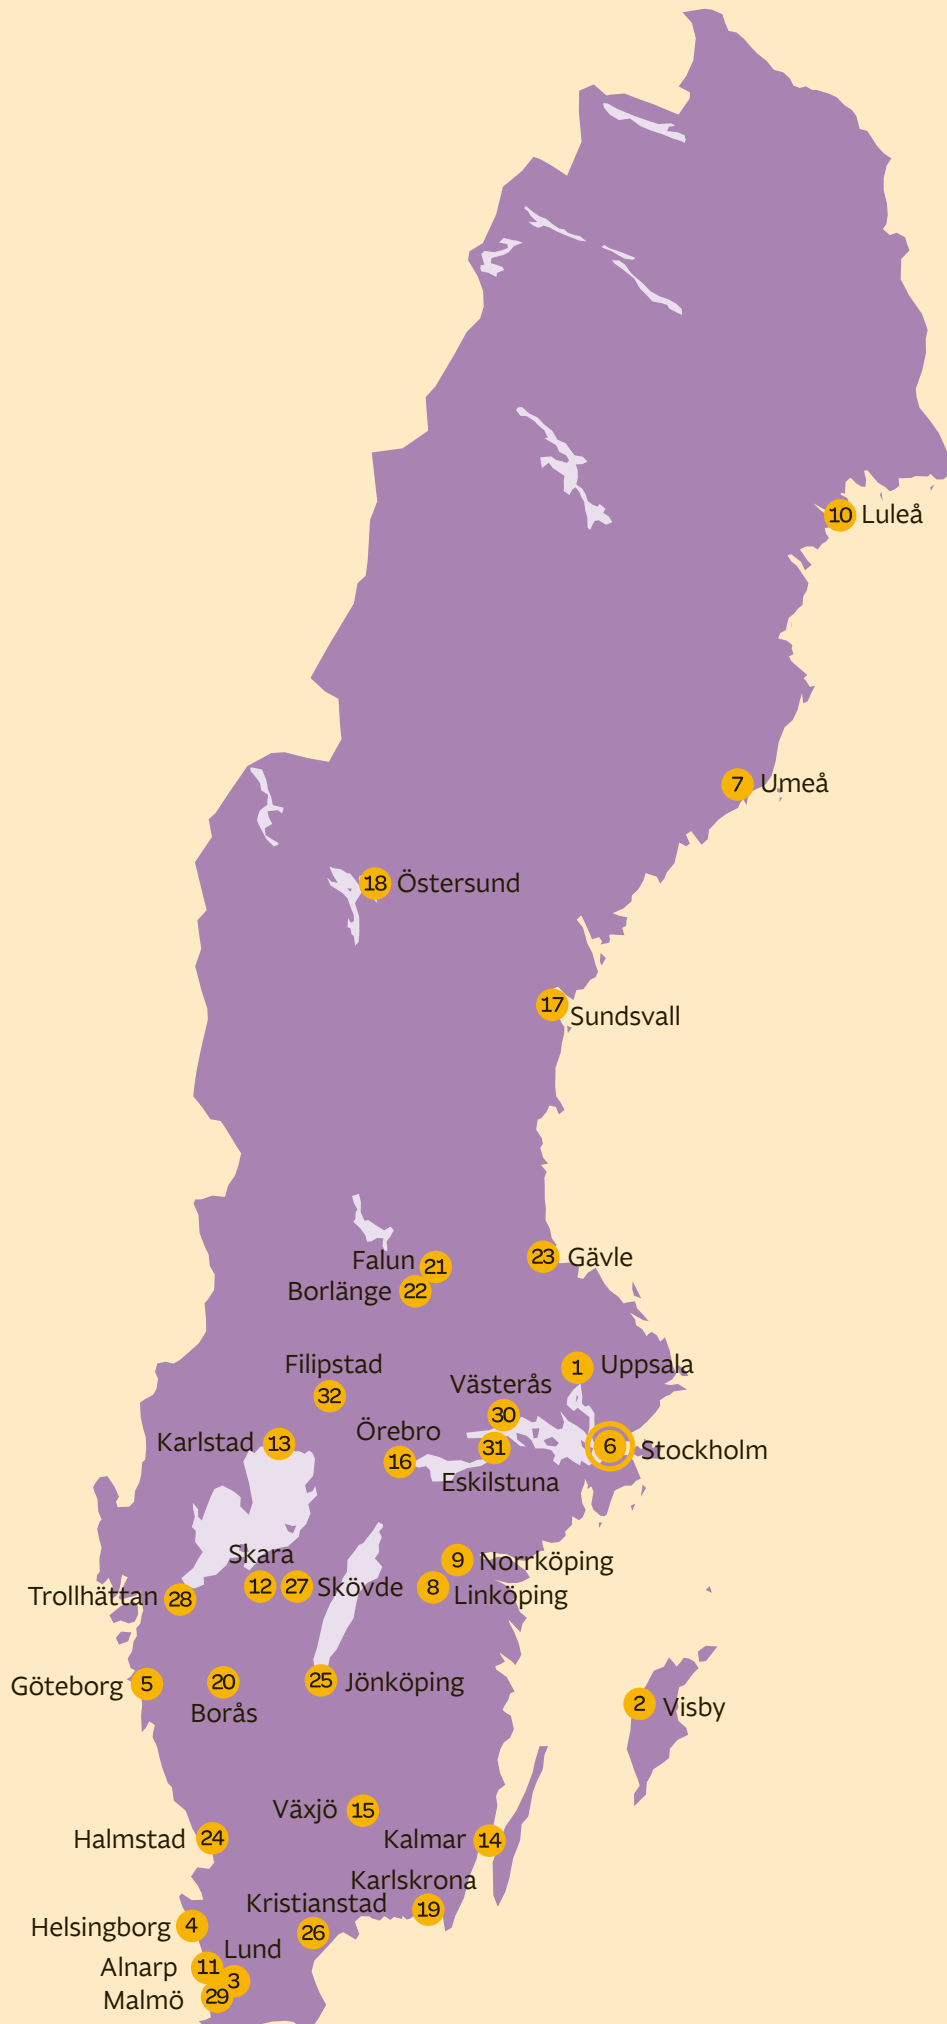 10 Luleå
7 Umeå
18 Östersund
17 Sundsvall
Falun 21
23 Gävle
Borlänge 22
Filipstad
32
1 Uppsala
Västerås
30
Karlstad 13
Örebro
16
31
Eskilstuna
6 Stockholm
Skara
12
27 Skövde
9 Norrköping
8 Linköping
Trollhättan 28
Göteborg 5
20
Borås
25 Jönköping
2 Visby
Växjö 15
Halmstad 24
Kalmar 14
Karlskrona
19
Kristianstad
26
Helsingborg 4
Lund
3
Alnarp 11
Malmö 29